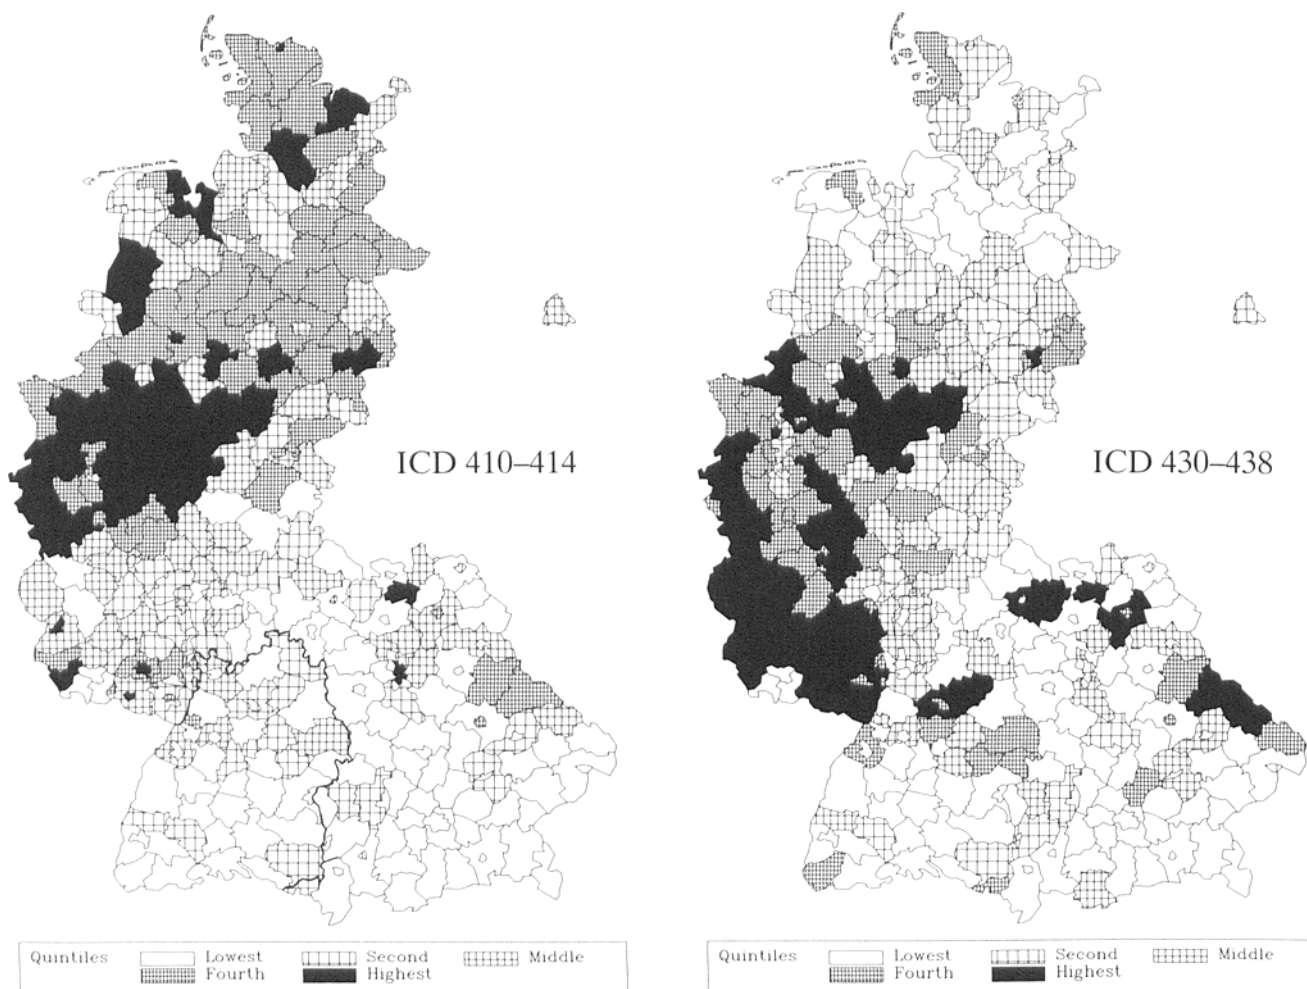 ICD 410–414
ICD 430–438
Quintiles Lowest Second Middle
Fourth Highest
Quintiles Lowest Second Middle
Fourth Highest